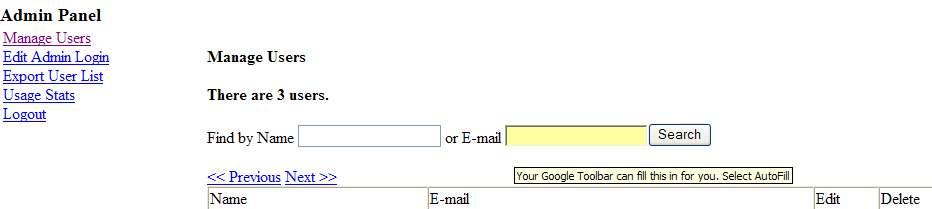 Admin Panel
Manage Users
Edit Admin Login
Export User List
Usage Stats
Logout
Manage Users
There are 3 users.
Find by Name or E-mail Search
<< Previous Next >>
Your Google Toolbar can fill this in for you. Select AutoFill
Name E-mail Edit Delete